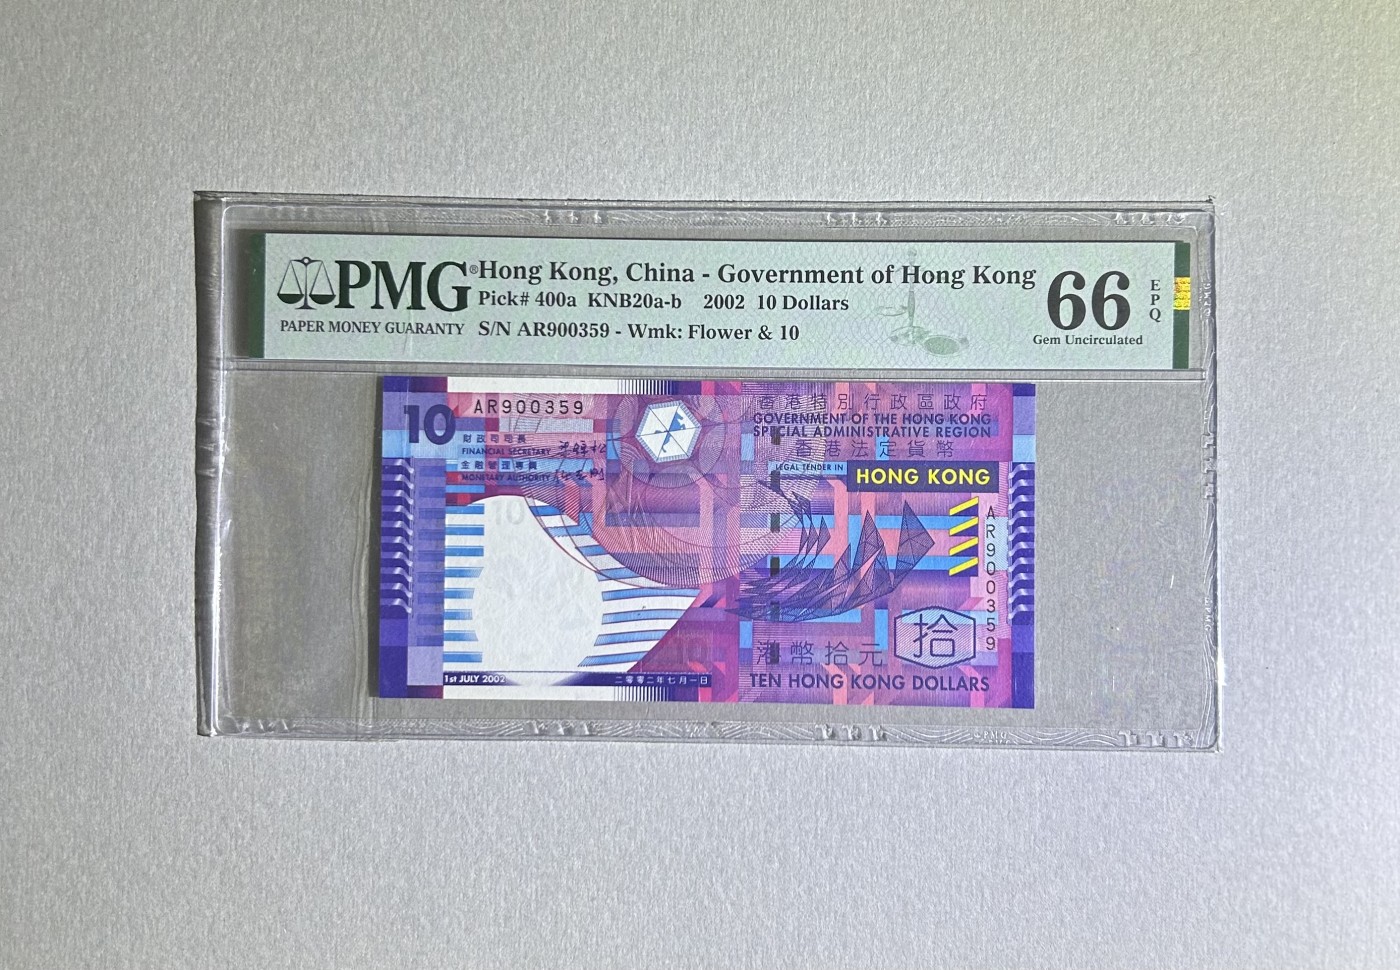 PMG®
PAPER MONEY GUARANTY
Hong Kong, China - Government of Hong Kong
Pick# 400a KNB20a-b 2002 10 Dollars
S/N AR900359 - Wmk: Flower & 10
66
EPQ
Gem Uncirculated
10
AR900359
財政司司長
FINANCIAL SECRETARY
金融管理專員
MONETARY AUTHORITY
香港特別行政區政府
GOVERNMENT OF THE HONG KONG
SPECIAL ADMINISTRATIVE REGION
香港法定貨幣
LEGAL TENDER IN
HONG KONG
AR900359
10
10
拾
港幣拾元
TEN HONG KONG DOLLARS
1st JULY 2002
二零零二年七月一日
PMG